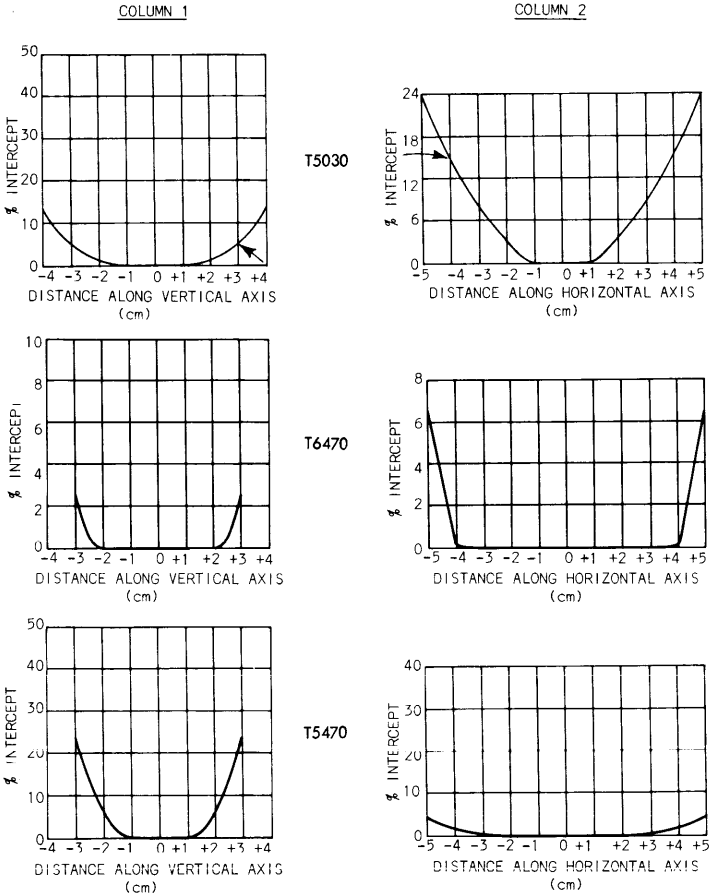 COLUMN 1
COLUMN 2
50
40
30
20
10
0
% INTERCEPT
-4 -3 -2 -1 0 +1 +2 +3 +4
DISTANCE ALONG VERTICAL AXIS
(cm)
T5030
24
18
12
6
0
% INTERCEPT
-5 -4 -3 -2 -1 0 +1 +2 +3 +4 +5
DISTANCE ALONG HORIZONTAL AXIS
(cm)
10
8
6
4
2
0
% INTERCEPT
-4 -3 -2 -1 0 +1 +2 +3 +4
DISTANCE ALONG VERTICAL AXIS
(cm)
T6470
8
6
4
2
0
% INTERCEPT
-5 -4 -3 -2 -1 0 +1 +2 +3 +4 +5
DISTANCE ALONG HORIZONTAL AXIS
(cm)
50
40
30
20
10
0
% INTERCEPT
-4 -3 -2 -1 0 +1 +2 +3 +4
DISTANCE ALONG VERTICAL AXIS
(cm)
T5470
40
30
20
10
0
% INTERCEPT
-5 -4 -3 -2 -1 0 +1 +2 +3 +4 +5
DISTANCE ALONG HORIZONTAL AXIS
(cm)